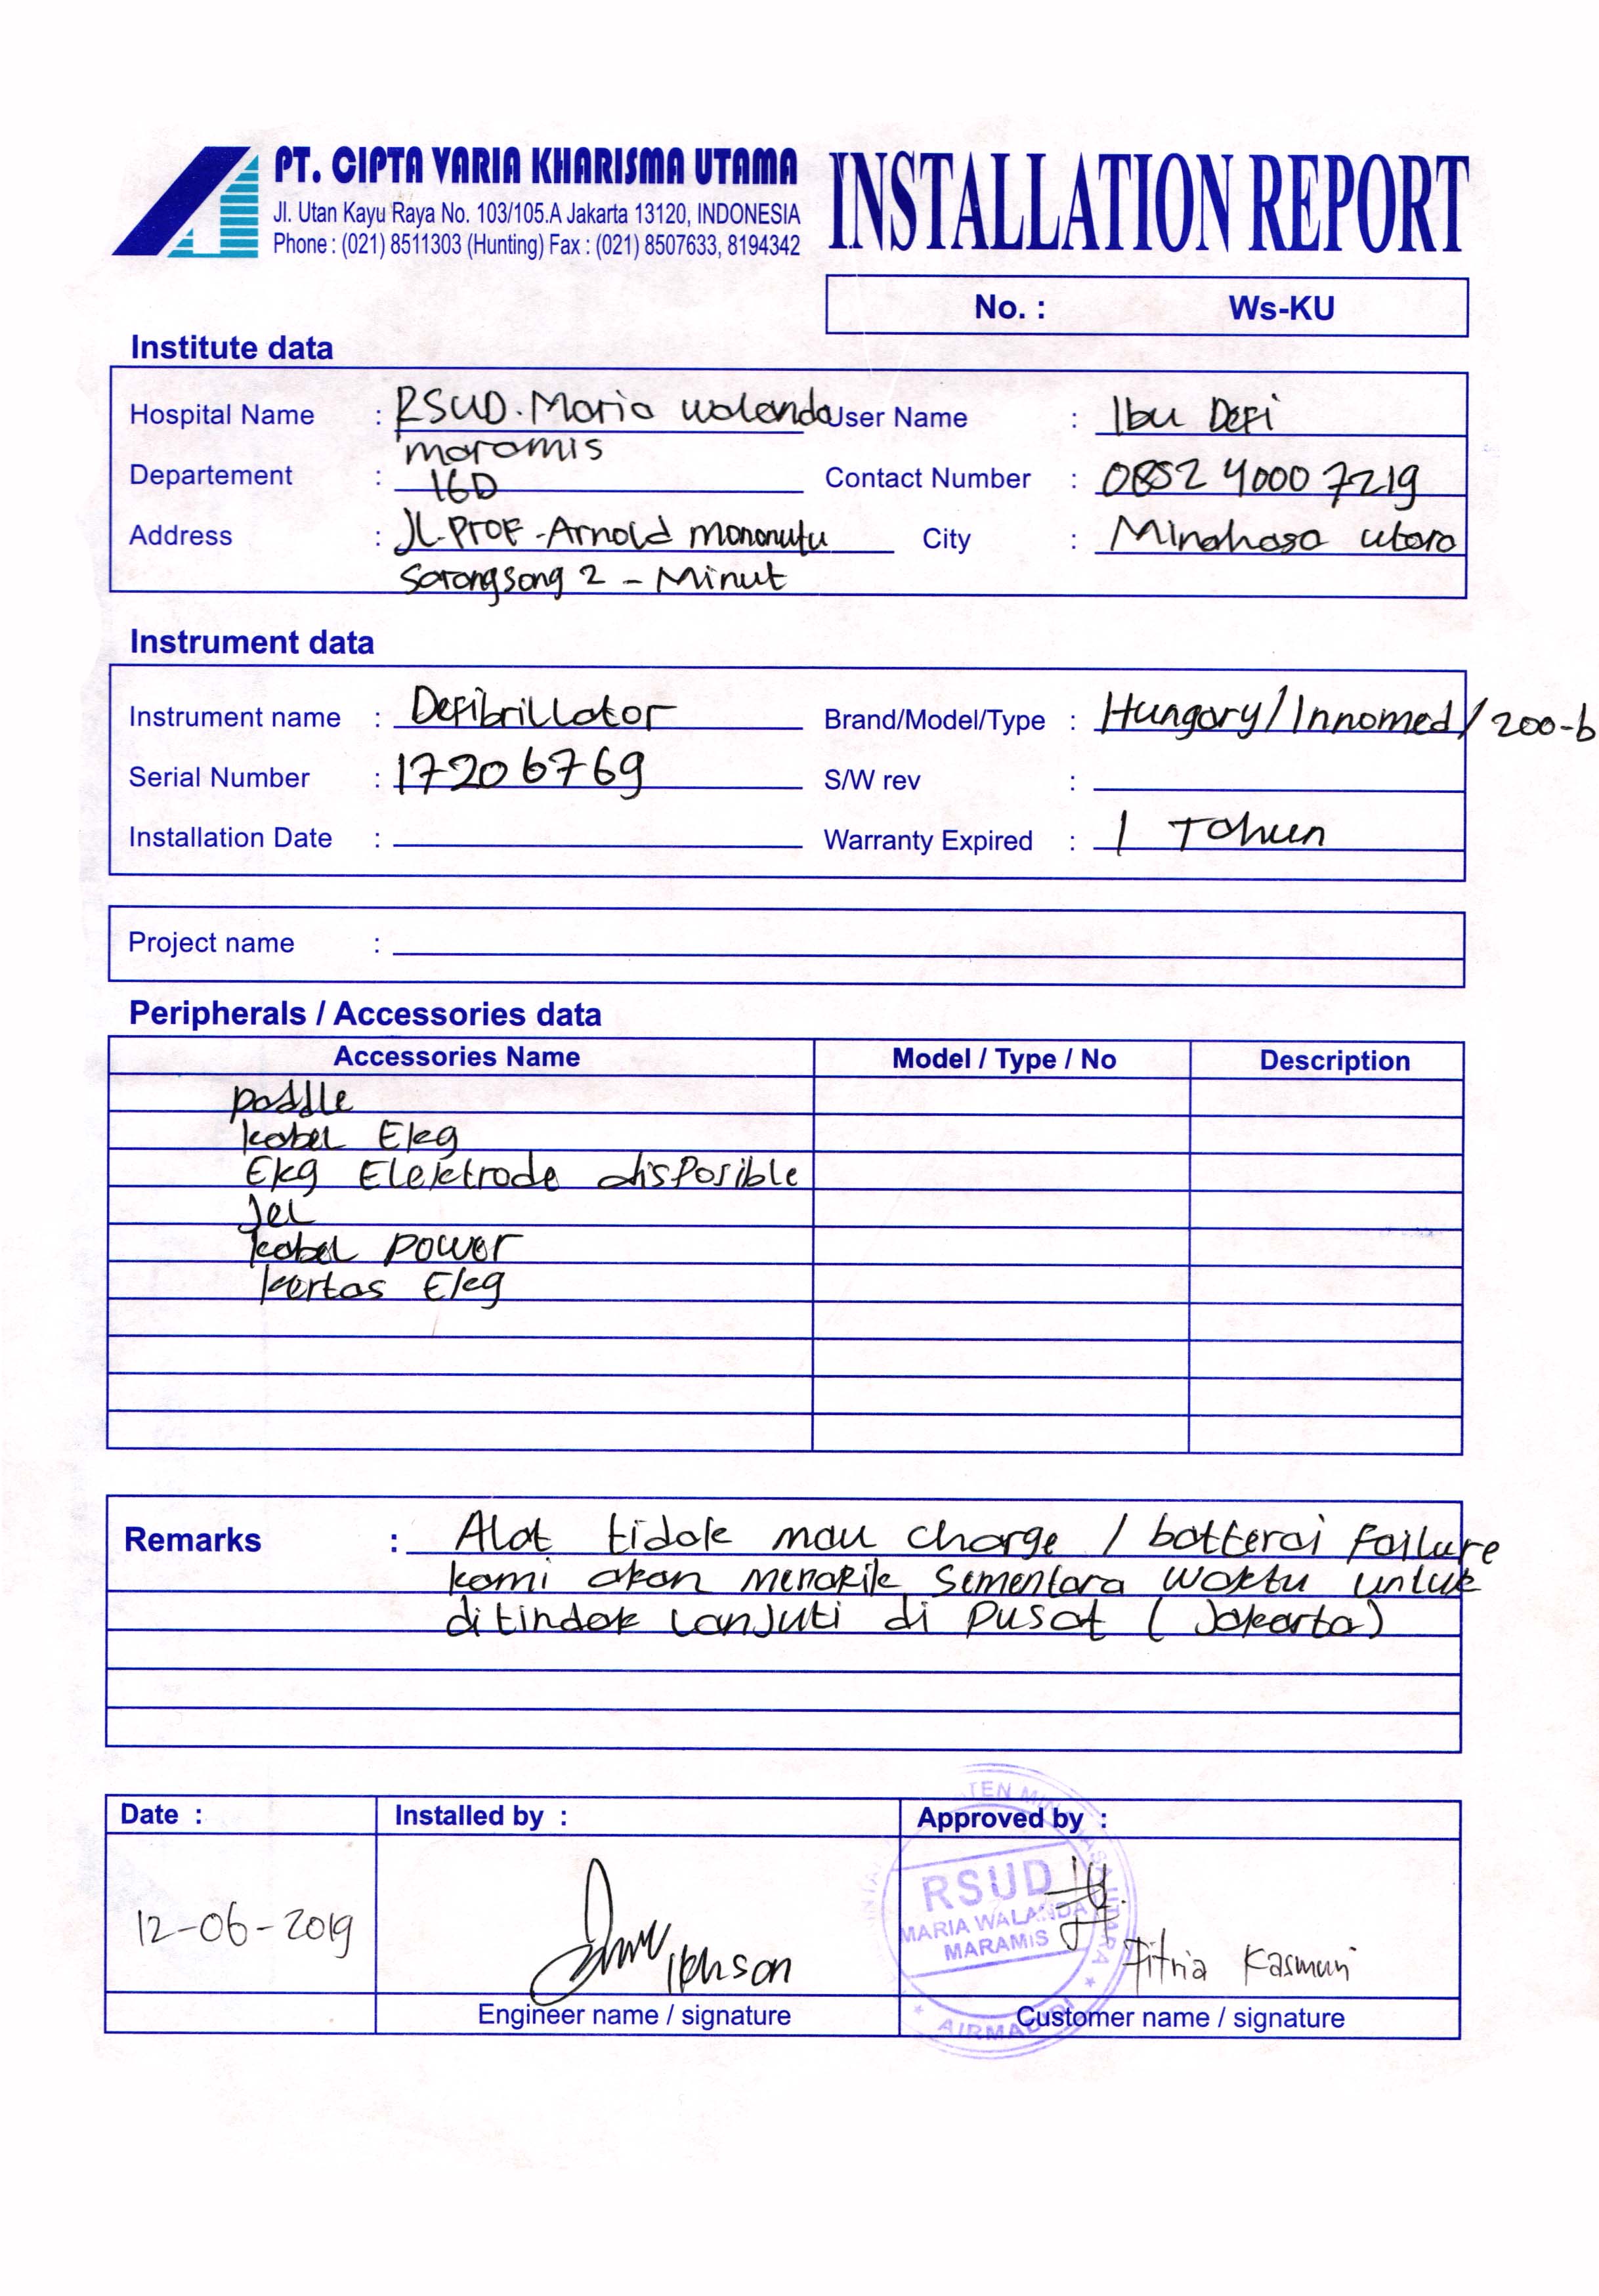 PT. CIPTA VARIA KHARISMA UTAMA
Jl. Utan Kayu Raya No. 103/105.A Jakarta 13120, INDONESIA
Phone : (021) 8511303 (Hunting) Fax : (021) 8507633, 8194342
INSTALLATION REPORT
No. : Ws-KU
Institute data
Hospital Name : RSUD. Maria walanda User Name : Ibu Defi
maramis
Departement : IGD Contact Number : 0852 4000 7219
Address : JL. Prof - Arnold mononutu City : Minahasa utara
Sarongsong 2 - Minut
Instrument data
Instrument name : Defibrillator Brand/Model/Type : Hungary/Innomed/200-b
Serial Number : 17206769 S/W rev :
Installation Date : Warranty Expired : 1 Tahun
Project name :
Peripherals / Accessories data
Accessories Name Model / Type / No Description
paddle
kabel Ekg
Ekg Elektrode disposible
Jel
kabel power
kertas Ekg
Remarks : Alat tidak mau charge / batterai failure
kami akan menarik sementara waktu untuk
ditindak lanjuti di pusat ( Jakarta )
Date : Installed by : Approved by :
RSUD
MARIA WALANDA
MARAMIS
AIRMADIDI
12-06-2019 Ikhsan Fitria Kasmuri
Engineer name / signature Customer name / signature